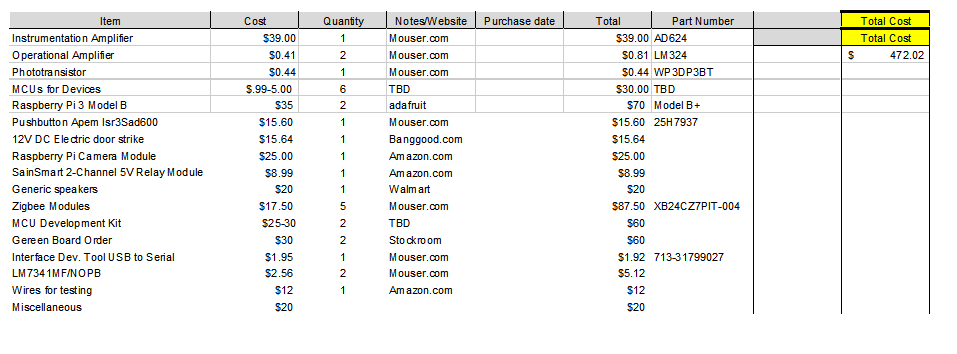 Item Cost Quantity Notes/Website Purchase date Total Part Number Total Cost
Instrumentation Amplifier $39.00 1 Mouser.com $39.00 AD624 Total Cost
Operational Amplifier $0.41 2 Mouser.com $0.81 LM324 $ 472.02
Phototransistor $0.44 1 Mouser.com $0.44 WP3DP3BT
MCUs for Devices $.99-5.00 6 TBD $30.00 TBD
Raspberry Pi 3 Model B $35 2 adafruit $70 Model B+
Pushbutton Apem Isr3Sad600 $15.60 1 Mouser.com $15.60 25H7937
12V DC Electric door strike $15.64 1 Banggood.com $15.64
Raspberry Pi Camera Module $25.00 1 Amazon.com $25.00
SainSmart 2-Channel 5V Relay Module $8.99 1 Amazon.com $8.99
Generic speakers $20 1 Walmart $20
Zigbee Modules $17.50 5 Mouser.com $87.50 XB24CZ7PIT-004
MCU Development Kit $25-30 2 TBD $60
Gereen Board Order $30 2 Stockroom $60
Interface Dev. Tool USB to Serial $1.95 1 Mouser.com $1.92 713-31799027
LM7341MF/NOPB $2.56 2 Mouser.com $5.12
Wires for testing $12 1 Amazon.com $12
Miscellaneous $20 $20